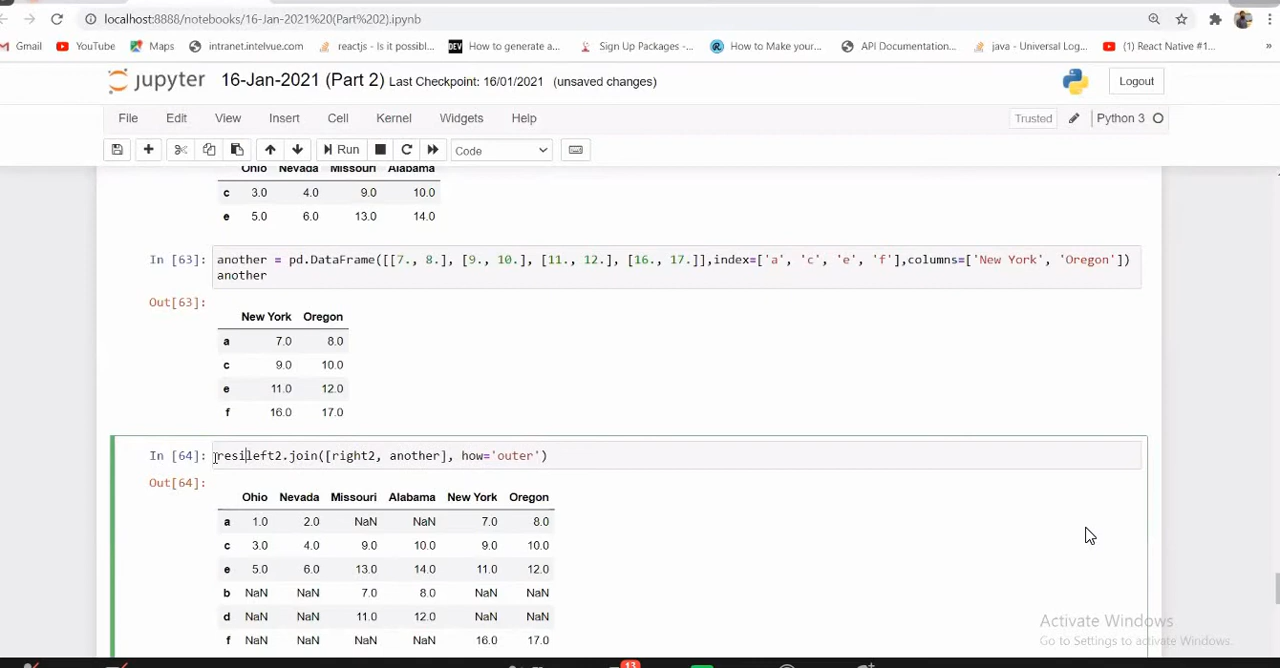 localhost:8888/notebooks/16-Jan-2021%20(Part%202).ipynb
Gmail YouTube Maps intranet.intelvue.com reactjs - Is it possibl... DEV How to generate a... Sign Up Packages -... How to Make your... API Documentation... java - Universal Log... (1) React Native #1... »
jupyter 16-Jan-2021 (Part 2) Last Checkpoint: 16/01/2021 (unsaved changes) Logout
File Edit View Insert Cell Kernel Widgets Help Trusted Python 3
Run Code
Ohio Nevada Missouri Alabama
c 3.0 4.0 9.0 10.0
e 5.0 6.0 13.0 14.0
In [63]: another = pd.DataFrame([[7., 8.], [9., 10.], [11., 12.], [16., 17.]],index=['a', 'c', 'e', 'f'],columns=['New York', 'Oregon'])
another
Out[63]:
New York Oregon
a 7.0 8.0
c 9.0 10.0
e 11.0 12.0
f 16.0 17.0
In [64]: resileft2.join([right2, another], how='outer')
Out[64]:
Ohio Nevada Missouri Alabama New York Oregon
a 1.0 2.0 NaN NaN 7.0 8.0
c 3.0 4.0 9.0 10.0 9.0 10.0
e 5.0 6.0 13.0 14.0 11.0 12.0
b NaN NaN 7.0 8.0 NaN NaN
d NaN NaN 11.0 12.0 NaN NaN
f NaN NaN NaN NaN 16.0 17.0
Activate Windows
Go to Settings to activate Windows.
13